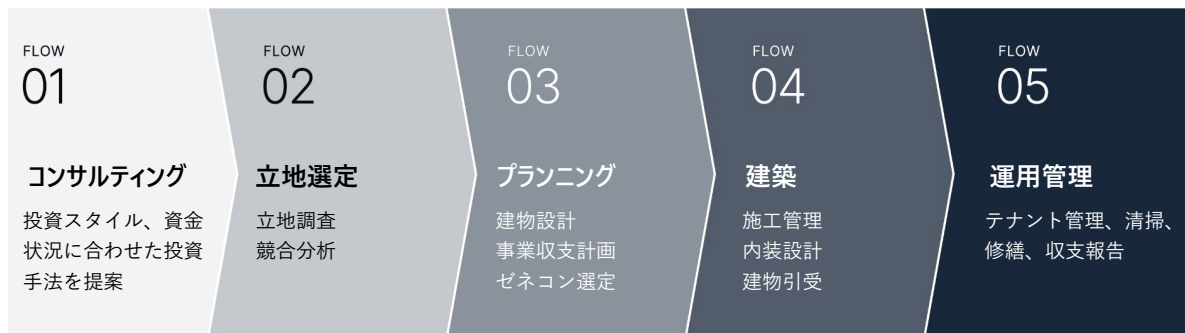 FLOW
01
コンサルティング
投資スタイル、資金
状況に合わせた投資
手法を提案
FLOW
02
立地選定
立地調査
競合分析
FLOW
03
プランニング
建物設計
事業収支計画
ゼネコン選定
FLOW
04
建築
施工管理
内装設計
建物引受
FLOW
05
運用管理
テナント管理、清掃、
修繕、収支報告